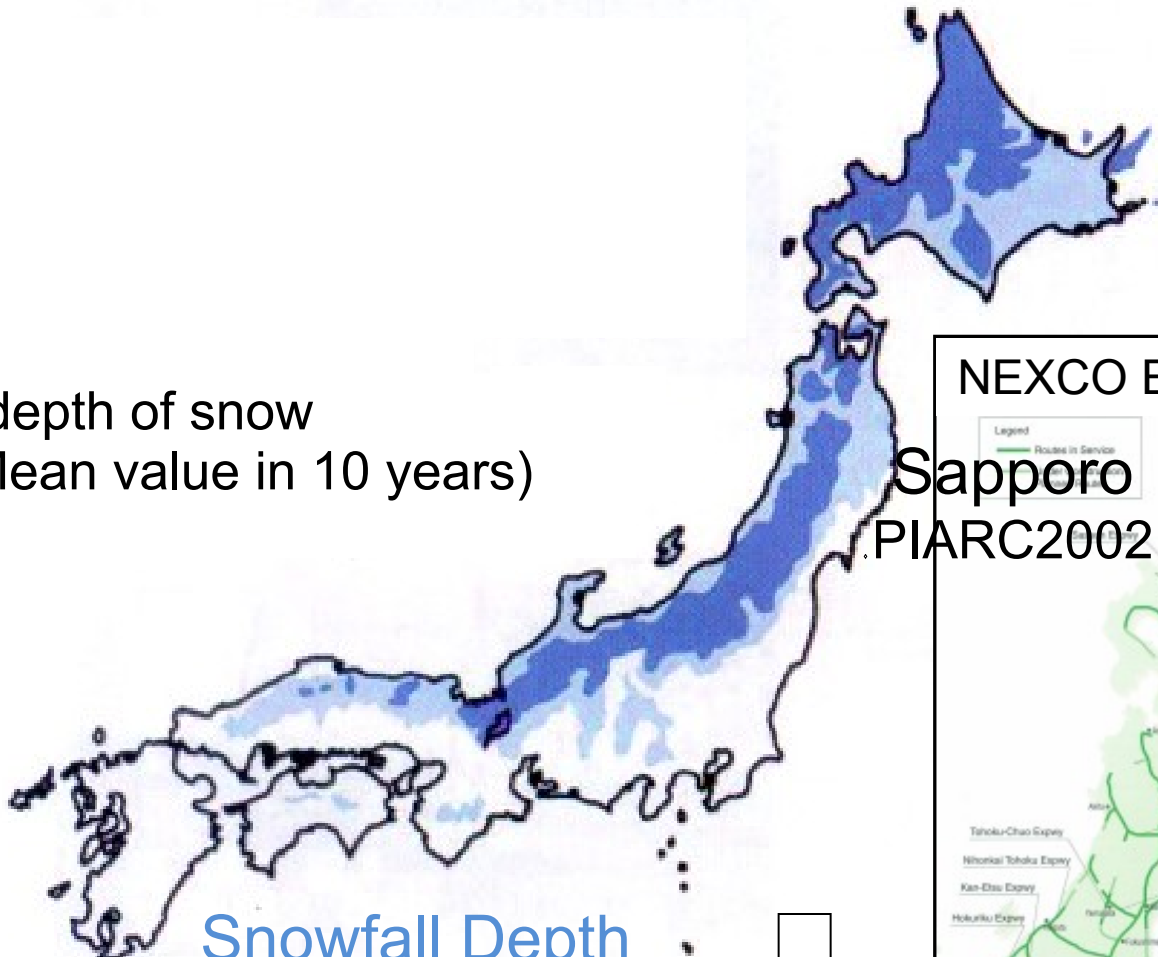 depth of snow
lean value in 10 years)
NEXCO E
Legend
Routes in Service
Sapporo
.PIARC2002
Tohoku-Chuo Expwy
Nihonkai Tohoku Expwy
Kan-Etsu Expwy
Hokuriku Expwy
Snowfall Depth